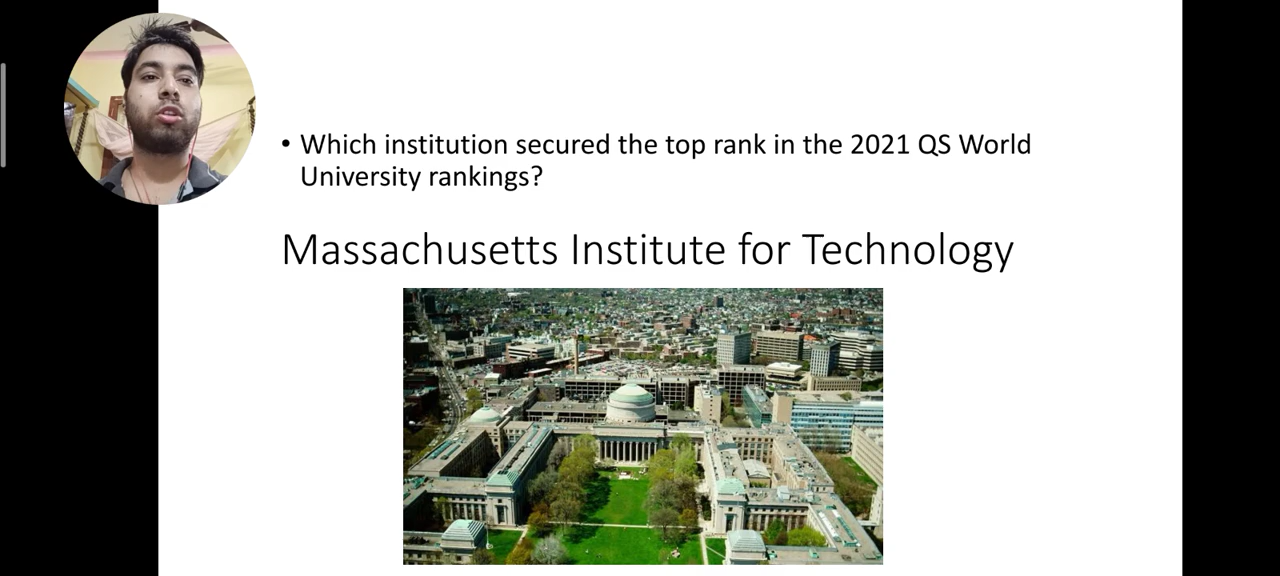 • Which institution secured the top rank in the 2021 QS World
University rankings?
Massachusetts Institute for Technology